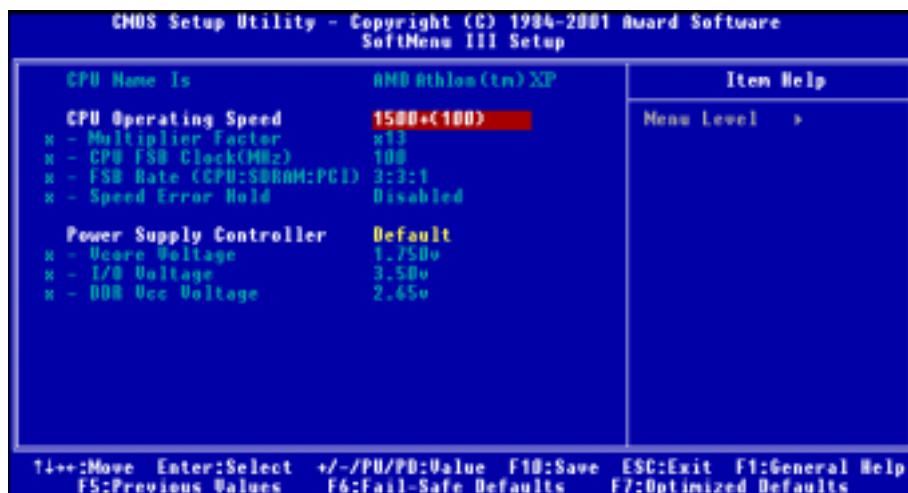 CMOS Setup Utility - Copyright (C) 1984-2001 Award Software
SoftMenu III Setup
CPU Name Is AMD Athlon(tm) XP
Item Help
CPU Operating Speed 1500+(100)
Menu Level ▸
x - Multiplier Factor x13
x - CPU FSB Clock(MHz) 100
x - FSB Rate (CPU:SDRAM:PCI) 3:3:1
x - Speed Error Hold Disabled
Power Supply Controller Default
x - Vcore Voltage 1.750v
x - I/O Voltage 3.50v
x - DDR Vcc Voltage 2.65v
↑↓→←:Move Enter:Select +/-/PU/PD:Value F10:Save ESC:Exit F1:General Help
F5:Previous Values F6:Fail-Safe Defaults F7:Optimized Defaults